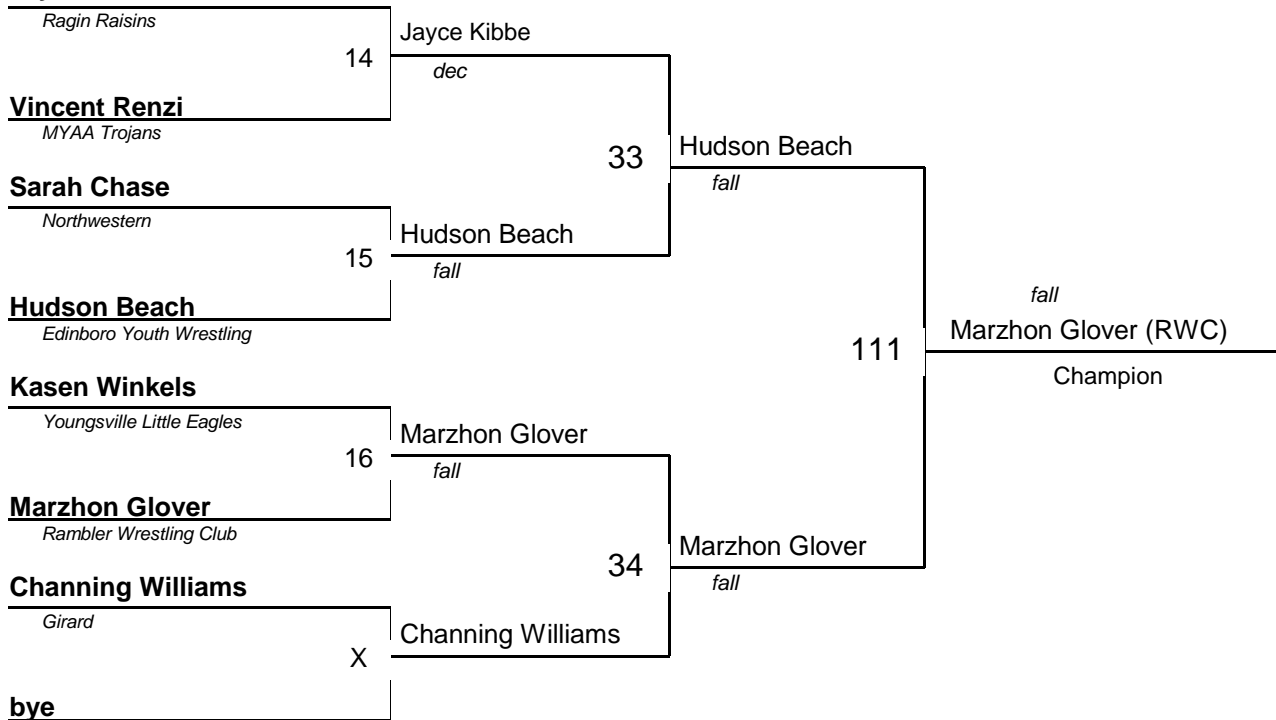 Ragin Raisins
14
Jayce Kibbe
dec
Vincent Renzi
MYAA Trojans
33
Hudson Beach
fall
Sarah Chase
Northwestern
15
Hudson Beach
fall
Hudson Beach
Edinboro Youth Wrestling
111
fall
Marzhon Glover (RWC)
Champion
Kasen Winkels
Youngsville Little Eagles
16
Marzhon Glover
fall
Marzhon Glover
Rambler Wrestling Club
34
Marzhon Glover
fall
Channing Williams
Girard
X
Channing Williams
bye